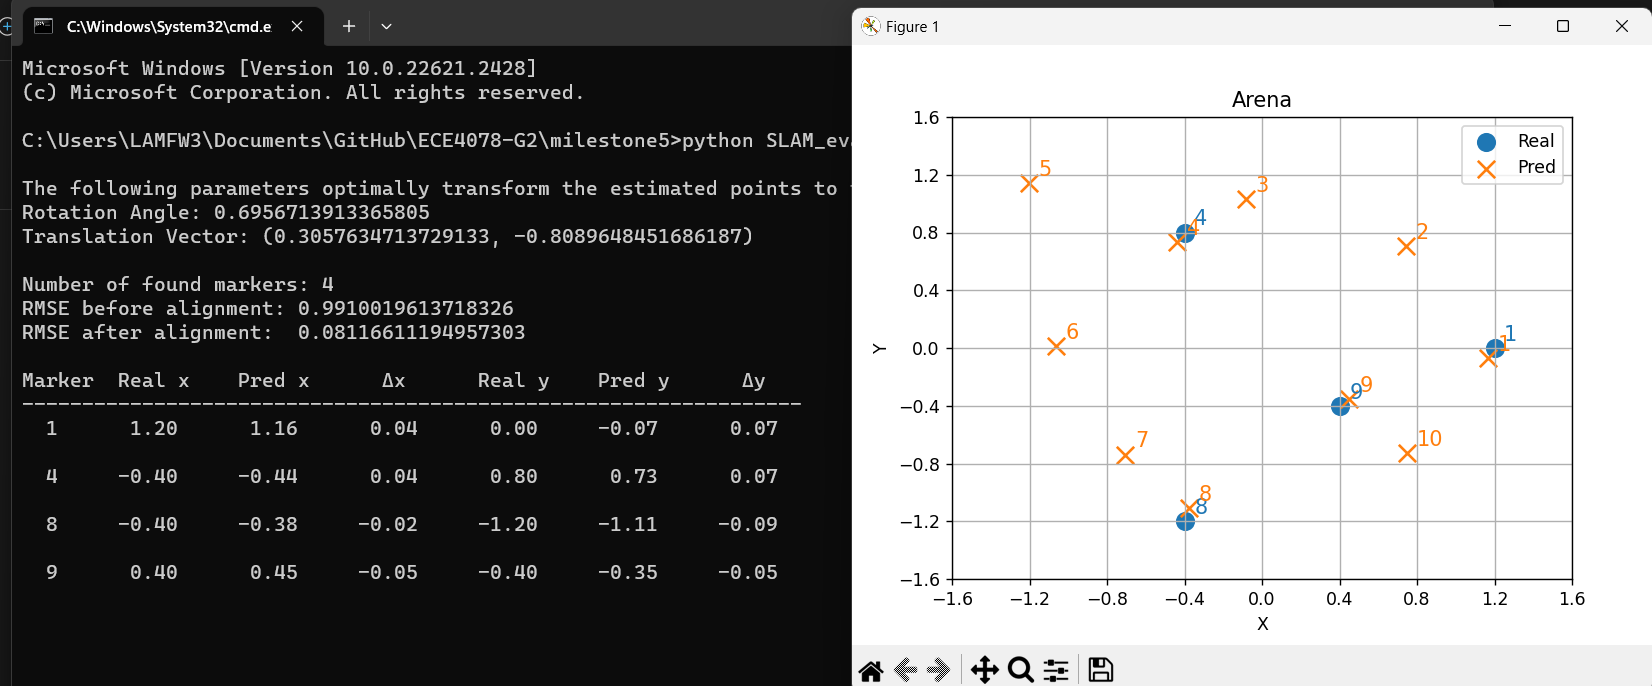 C:\Windows\System32\cmd.e
Microsoft Windows [Version 10.0.22621.2428]
(c) Microsoft Corporation. All rights reserved.
C:\Users\LAMFW3\Documents\GitHub\ECE4078-G2\milestone5>python SLAM_eva
The following parameters optimally transform the estimated points to
Rotation Angle: 0.6956713913365805
Translation Vector: (0.3057634713729133, -0.8089648451686187)
Number of found markers: 4
RMSE before alignment: 0.9910019613718326
RMSE after alignment:  0.08116611194957303
Marker Real x Pred x Δx Real y Pred y Δy
---------------------------------------------------------------
1 1.20 1.16 0.04 0.00 -0.07 0.07
4 -0.40 -0.44 0.04 0.80 0.73 0.07
8 -0.40 -0.38 -0.02 -1.20 -1.11 -0.09
9 0.40 0.45 -0.05 -0.40 -0.35 -0.05
Figure 1
Arena
Real
Pred
1.6
1.2
0.8
0.4
0.0
−0.4
−0.8
−1.2
−1.6
Y
5
3
4
4
2
6
1
1
9
9
7
10
8
8
−1.6 −1.2 −0.8 −0.4 0.0 0.4 0.8 1.2 1.6
X